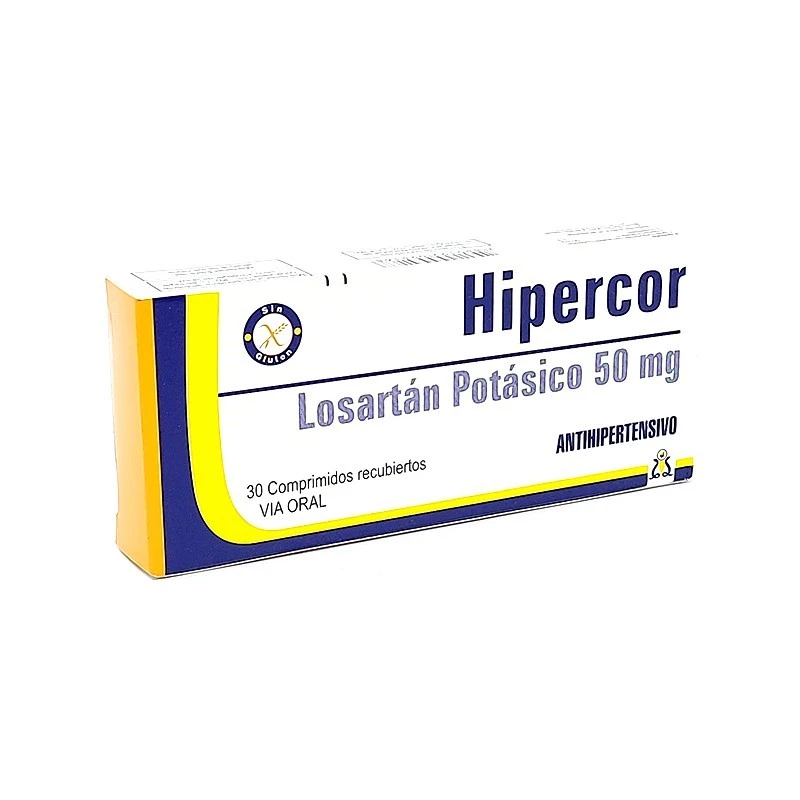 Sin
Gluten
Hipercor
Losartán Potásico 50 mg
ANTIHIPERTENSIVO
30 Comprimidos recubiertos
VIA ORAL